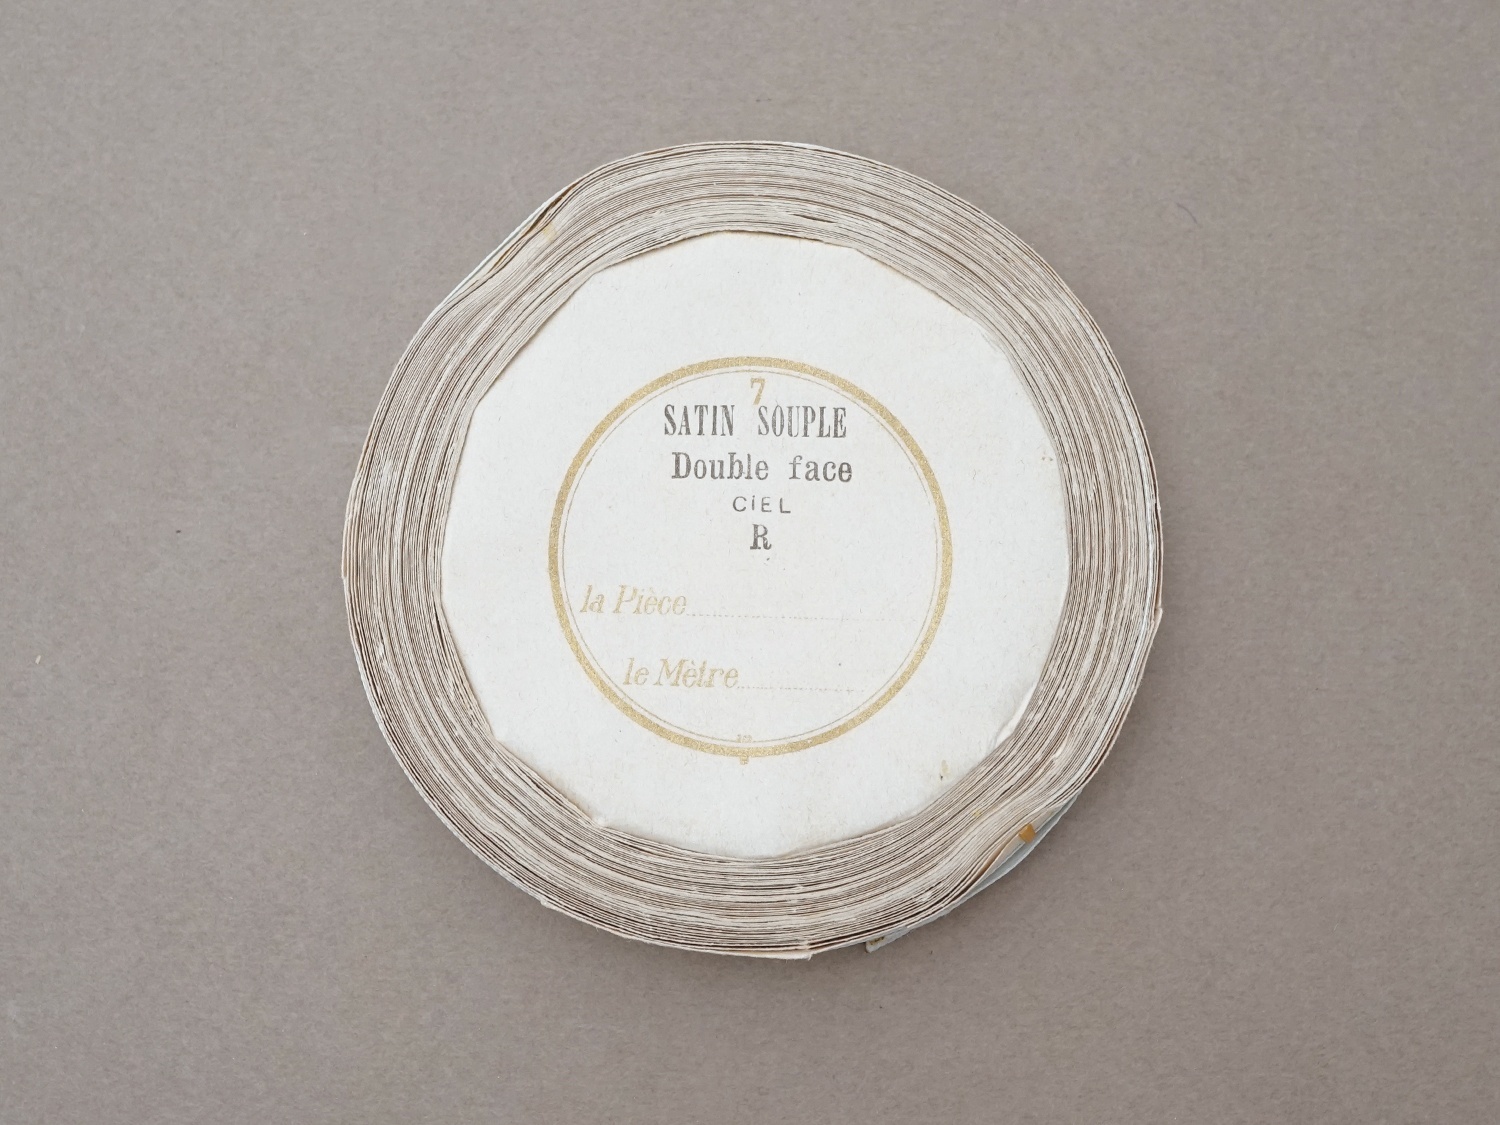 7
SATIN SOUPLE
Double face
CIEL
R
la Pièce
le Mètre